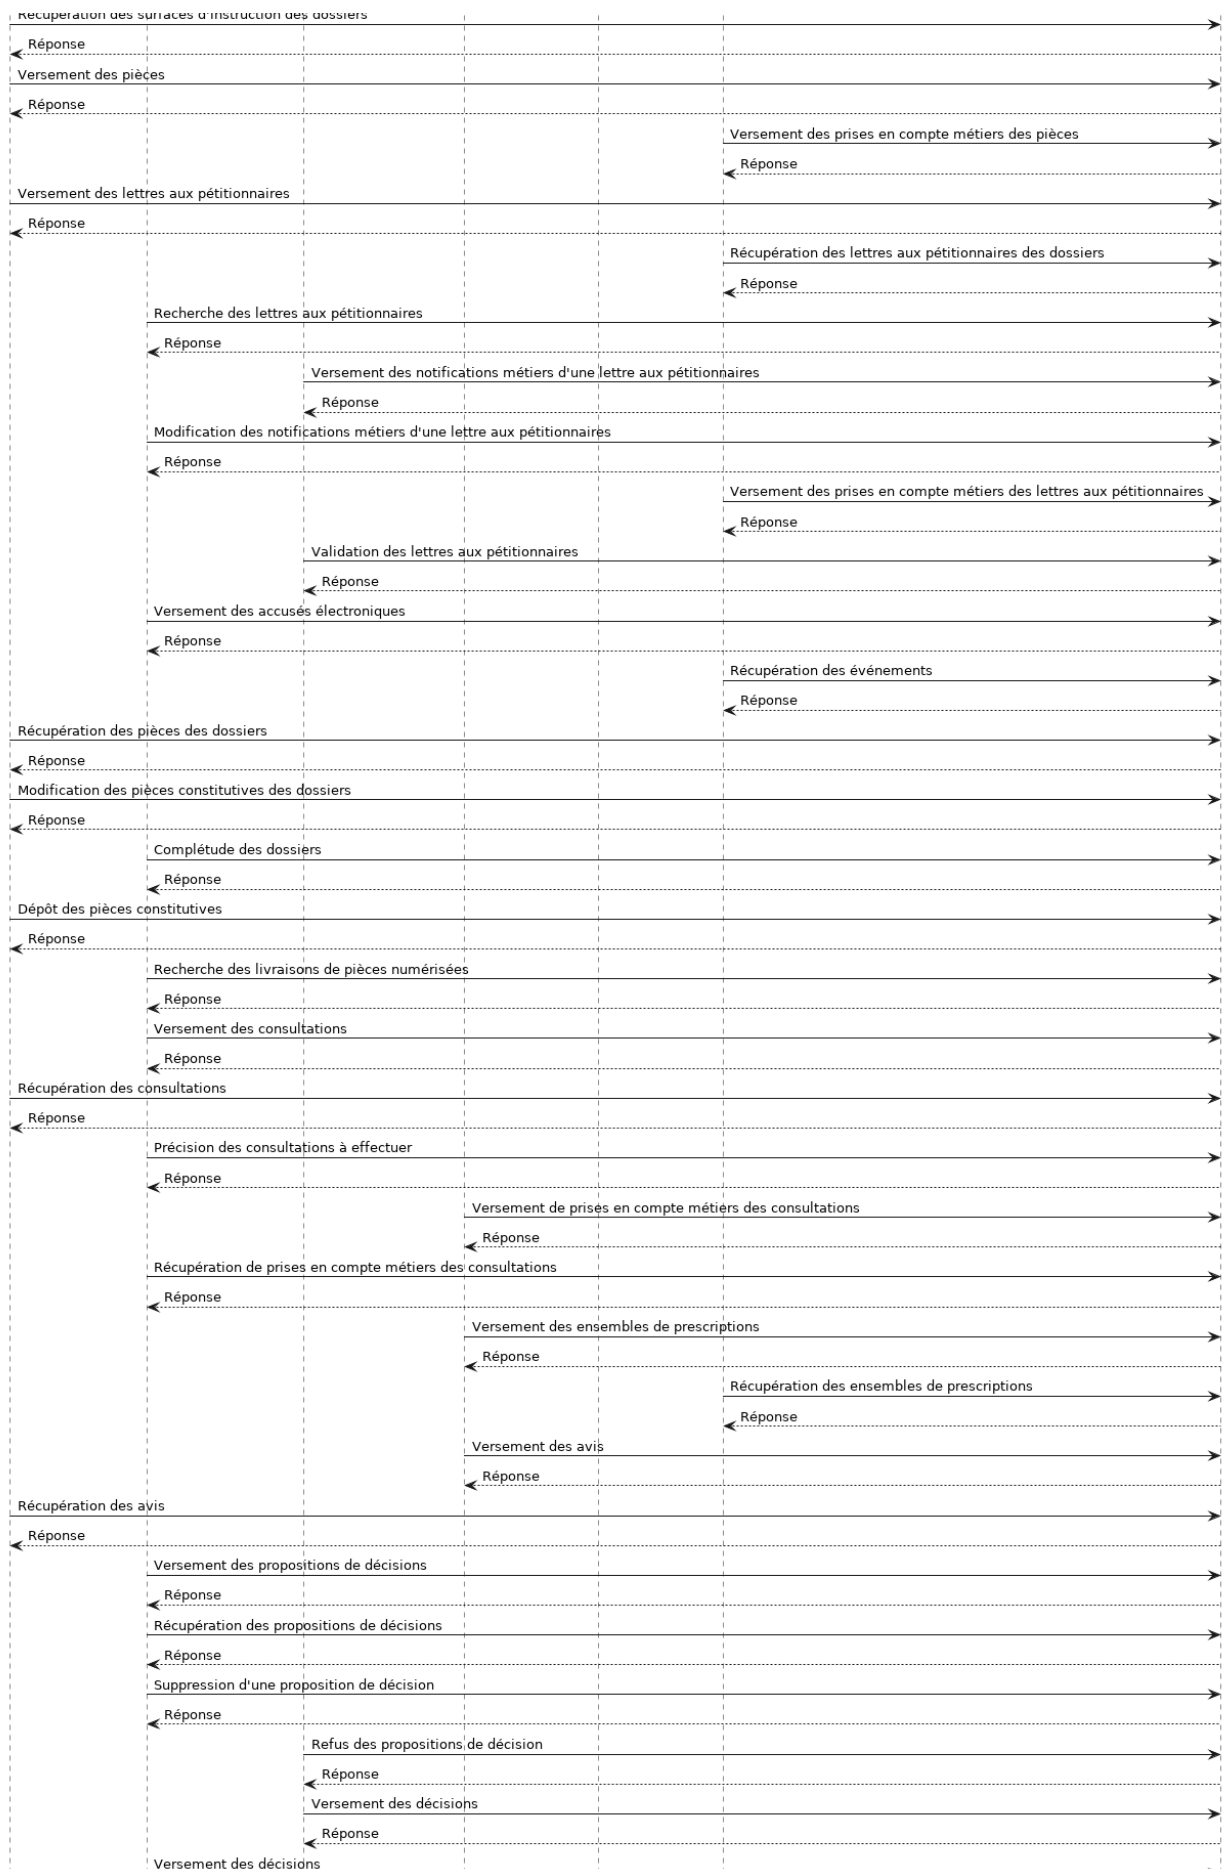 Récupération des surfaces d'instruction des dossiers
Réponse
Versement des pièces
Réponse
Versement des prises en compte métiers des pièces
Réponse
Versement des lettres aux pétitionnaires
Réponse
Récupération des lettres aux pétitionnaires des dossiers
Réponse
Recherche des lettres aux pétitionnaires
Réponse
Versement des notifications métiers d'une lettre aux pétitionnaires
Réponse
Modification des notifications métiers d'une lettre aux pétitionnaires
Réponse
Versement des prises en compte métiers des lettres aux pétitionnaires
Réponse
Validation des lettres aux pétitionnaires
Réponse
Versement des accusés électroniques
Réponse
Récupération des événements
Réponse
Récupération des pièces des dossiers
Réponse
Modification des pièces constitutives des dossiers
Réponse
Complétude des dossiers
Réponse
Dépôt des pièces constitutives
Réponse
Recherche des livraisons de pièces numérisées
Réponse
Versement des consultations
Réponse
Récupération des consultations
Réponse
Précision des consultations à effectuer
Réponse
Versement de prises en compte métiers des consultations
Réponse
Récupération de prises en compte métiers des consultations
Réponse
Versement des ensembles de prescriptions
Réponse
Récupération des ensembles de prescriptions
Réponse
Versement des avis
Réponse
Récupération des avis
Réponse
Versement des propositions de décisions
Réponse
Récupération des propositions de décisions
Réponse
Suppression d'une proposition de décision
Réponse
Refus des propositions de décision
Réponse
Versement des décisions
Réponse
Versement des décisions